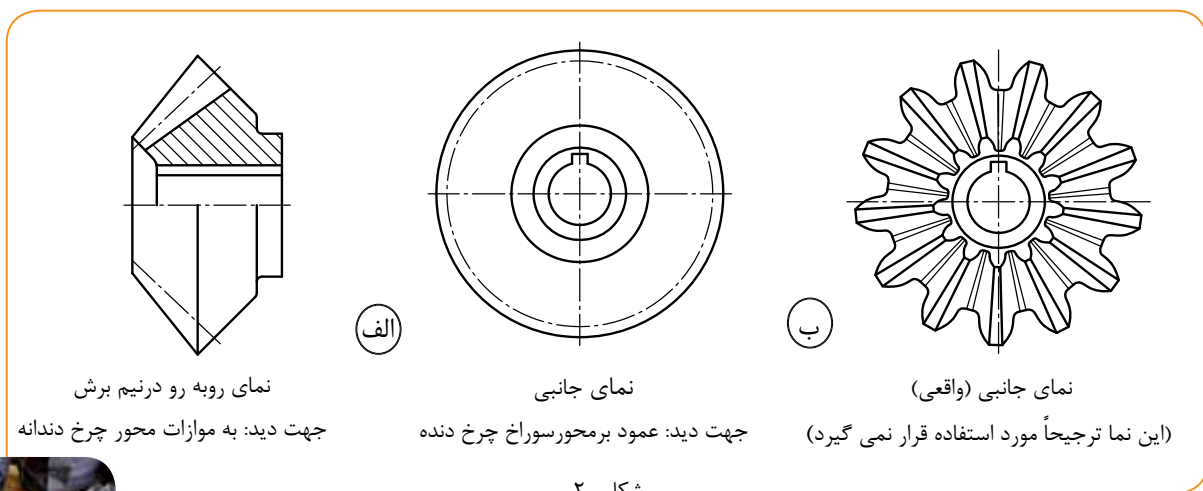 ب
الف
نمای جانبی (واقعی)
(این نما ترجیحاً مورد استفاده قرار نمی گیرد)
نمای جانبی
جهت دید: عمود برمحورسوراخ چرخ دنده
نمای روبه رو درنیم برش
جهت دید: به موازات محور چرخ دندانه